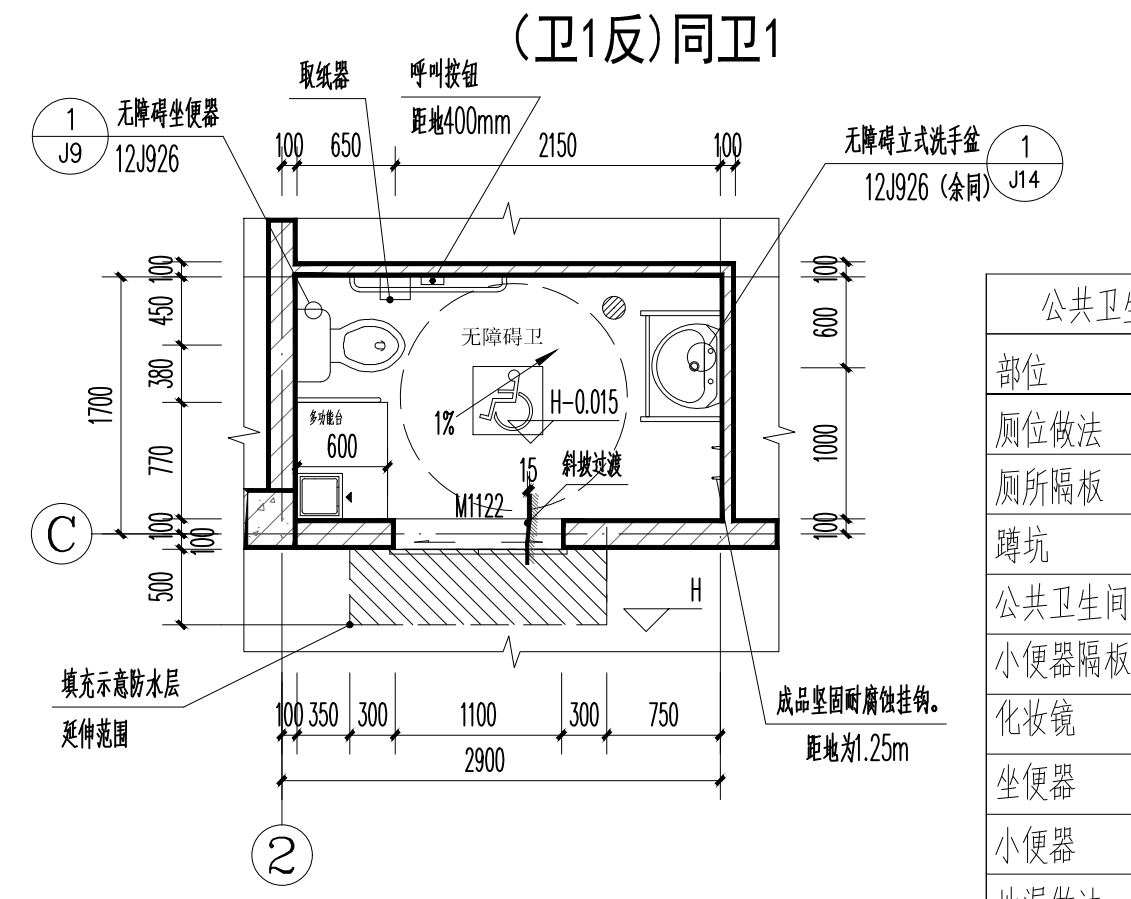 (卫1反)同卫1
取纸器
呼叫按钮
距地400mm
1
J9
无障碍坐便器
12J926
无障碍立式洗手盆
12J926 (余同)
1
J14
100
650
2150
100
100
450
380
770
100
100
500
1700
100
600
1000
100
无障碍卫
1%
H-0.015
多功能台
600
15
斜坡过渡
M1122
C
H
填充示意防水层
延伸范围
成品坚固耐腐蚀挂钩。
距地为1.25m
100
350
300
1100
300
750
2900
2
公共卫
部位
厕位做法
厕所隔板
蹲坑
公共卫生间
小便器隔板
化妆镜
坐便器
小便器